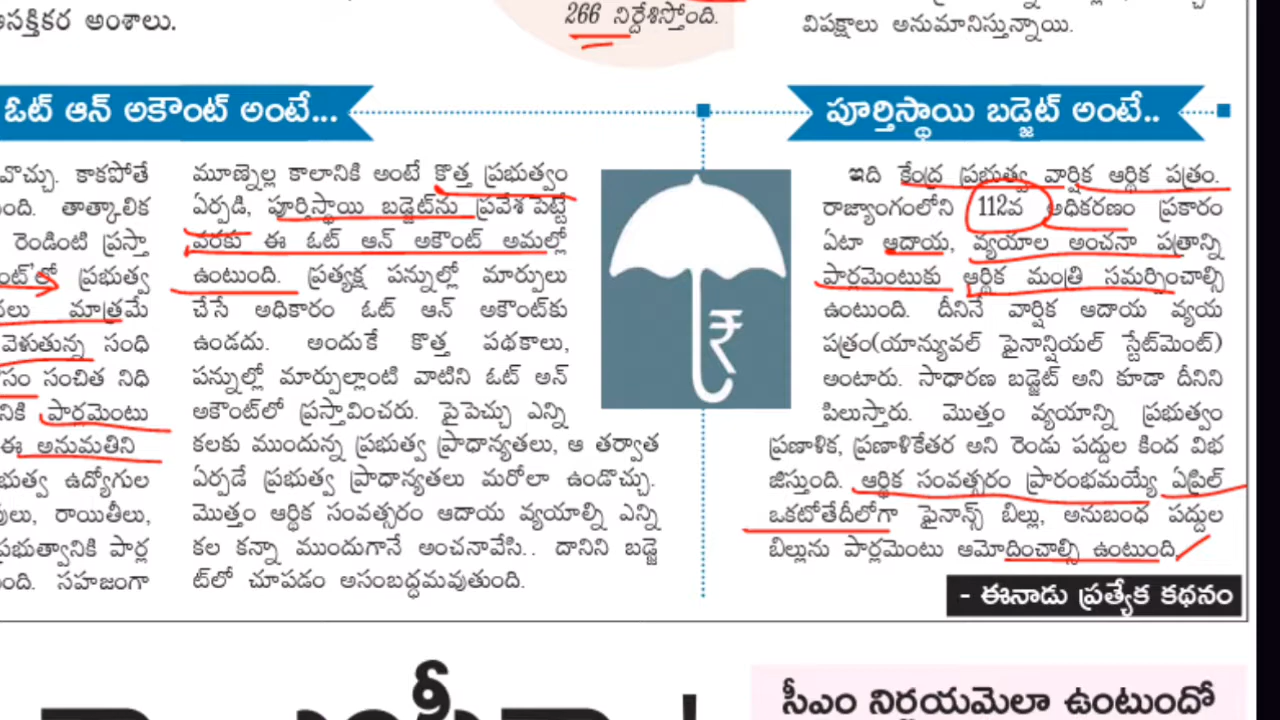 ఆసక్తికర అంశాలు.
266 నిర్దేశిస్తోంది.
విపక్షాలు అనుమానిస్తున్నాయి.
ఓట్ ఆన్ అకౌంట్ అంటే...
వొచ్చు. కాకపోతే
ంది. తాత్కాలిక
రెండింటి ప్రస్తా
ంట్'లో ప్రభుత్వ
లు మాత్రమే
వెళుతున్న సంధి
ోసం సంచిత నిధి
నికి పార్లమెంటు
ఈ అనుమతిని
భుత్వ ఉద్యోగుల
పులు, రాయితీలు,
ప్రభుత్వానికి పార్ల
ంది. సహజంగా
మూణ్నెల్ల కాలానికి అంటే కొత్త ప్రభుత్వం
ఏర్పడి, పూర్తిస్థాయి బడ్జెట్‌ను ప్రవేశపెట్టే
వరకు ఈ ఓట్ ఆన్ అకౌంట్ అమల్లో
ఉంటుంది. ప్రత్యక్ష పన్నుల్లో మార్పులు
చేసే అధికారం ఓట్ ఆన్ అకౌంట్‌కు
ఉండదు. అందుకే కొత్త పథకాలు,
పన్నుల్లో మార్పుల్లాంటి వాటిని ఓట్ అన్
అకౌంట్‌లో ప్రస్తావించరు. పైపెచ్చు ఎన్ని
కలకు ముందున్న ప్రభుత్వ ప్రాధాన్యతలు, ఆ తర్వాత
ఏర్పడే ప్రభుత్వ ప్రాధాన్యతలు మరోలా ఉండొచ్చు.
మొత్తం ఆర్థిక సంవత్సరం ఆదాయ వ్యయాల్ని ఎన్ని
కల కన్నా ముందుగానే అంచనావేసి.. దానిని బడ్జె
ట్‌లో చూపడం అసంబద్ధమవుతుంది.
₹
పూర్తిస్థాయి బడ్జెట్ అంటే..
ఇది కేంద్ర ప్రభుత్వ వార్షిక ఆర్థిక పత్రం.
రాజ్యాంగంలోని 112వ అధికరణం ప్రకారం
ఏటా ఆదాయ, వ్యయాల అంచనా పత్రాన్ని
పార్లమెంటుకు ఆర్థిక మంత్రి సమర్పించాల్సి
ఉంటుంది. దీనినే వార్షిక ఆదాయ వ్యయ
పత్రం(యాన్యువల్ ఫైనాన్షియల్ స్టేట్‌మెంట్)
అంటారు. సాధారణ బడ్జెట్ అని కూడా దీనిని
పిలుస్తారు. మొత్తం వ్యయాన్ని ప్రభుత్వం
ప్రణాళిక, ప్రణాళికేతర అని రెండు పద్దుల కింద విభ
జిస్తుంది. ఆర్థిక సంవత్సరం ప్రారంభమయ్యే ఏప్రిల్
ఒకటోతేదీలోగా ఫైనాన్స్ బిల్లు, అనుబంధ పద్దుల
బిల్లును పార్లమెంటు ఆమోదించాల్సి ఉంటుంది.
- ఈనాడు ప్రత్యేక కథనం
సీఎం నిర్ణయమెలా ఉంటుందో